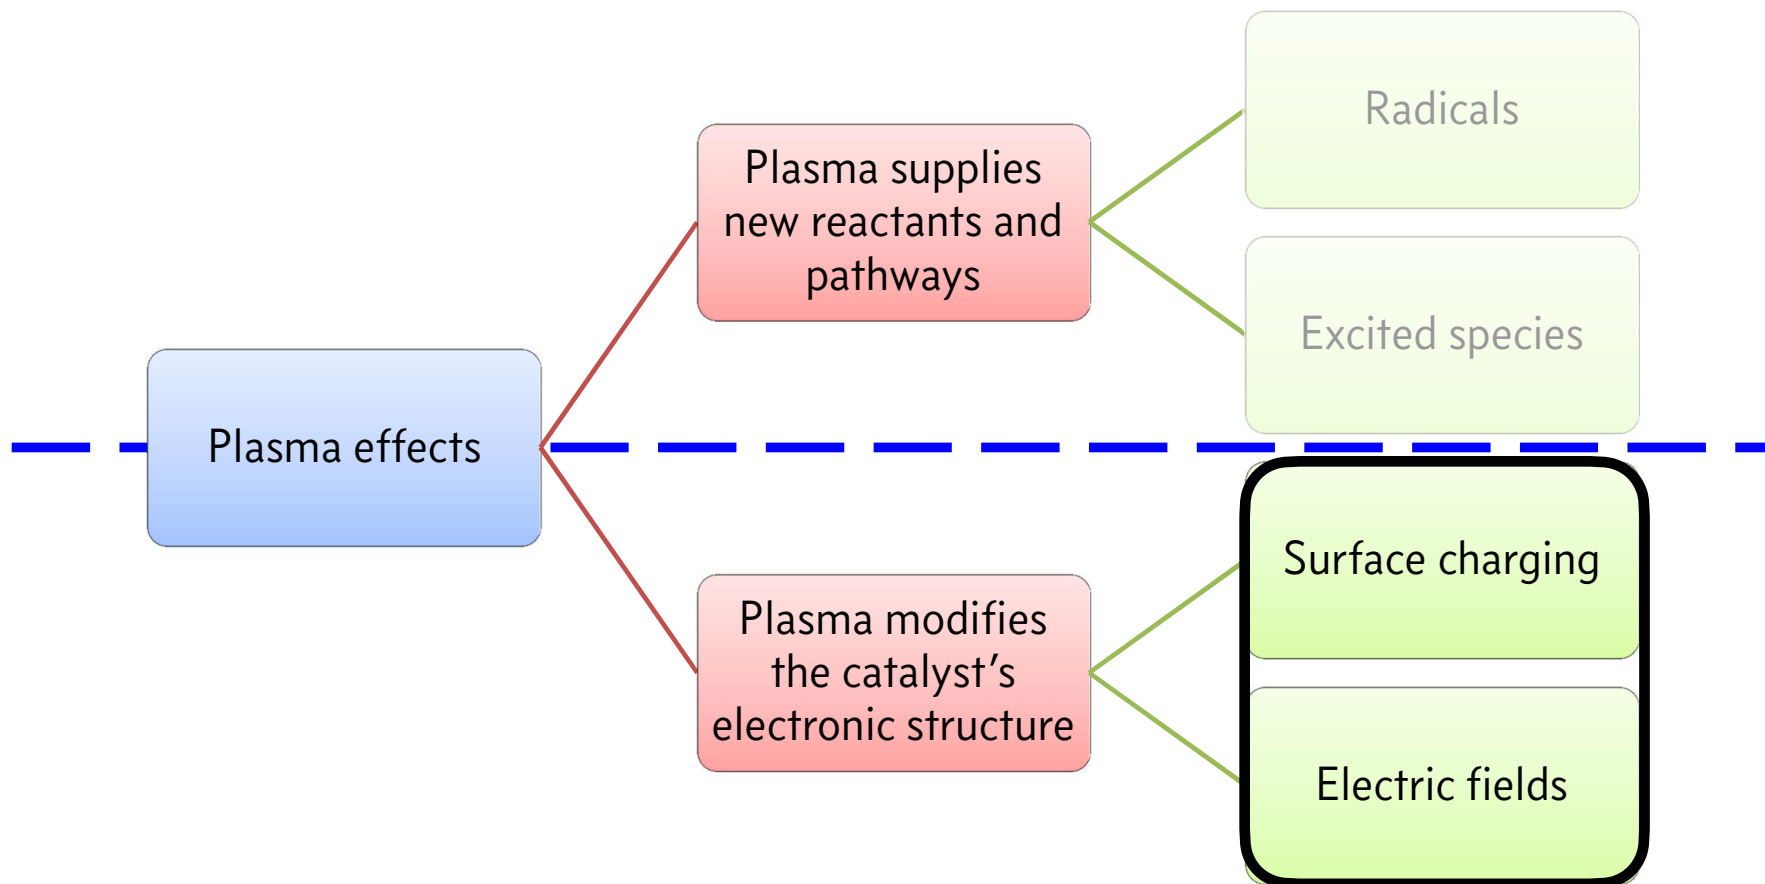 Radicals
Plasma supplies
new reactants and
pathways
Excited species
Plasma effects
Surface charging
Plasma modifies
the catalyst's
electronic structure
Electric fields